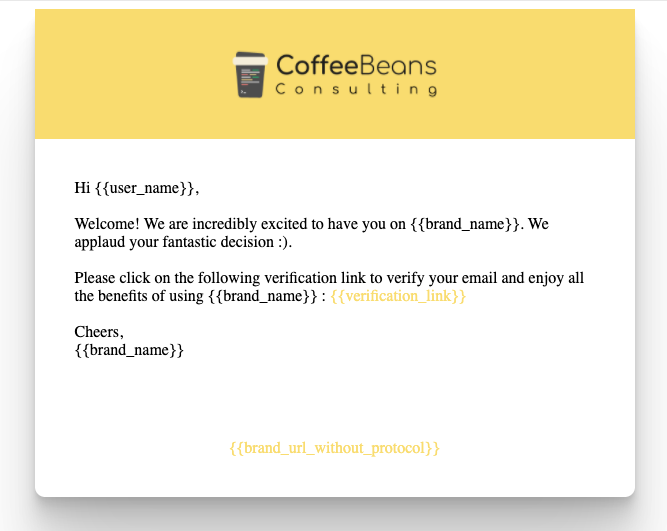 CoffeeBeans
Consulting
Hi {{user_name}},
Welcome! We are incredibly excited to have you on {{brand_name}}. We
applaud your fantastic decision :).
Please click on the following verification link to verify your email and enjoy all
the benefits of using {{brand_name}} : {{verification_link}}
Cheers,
{{brand_name}}
{{brand_url_without_protocol}}